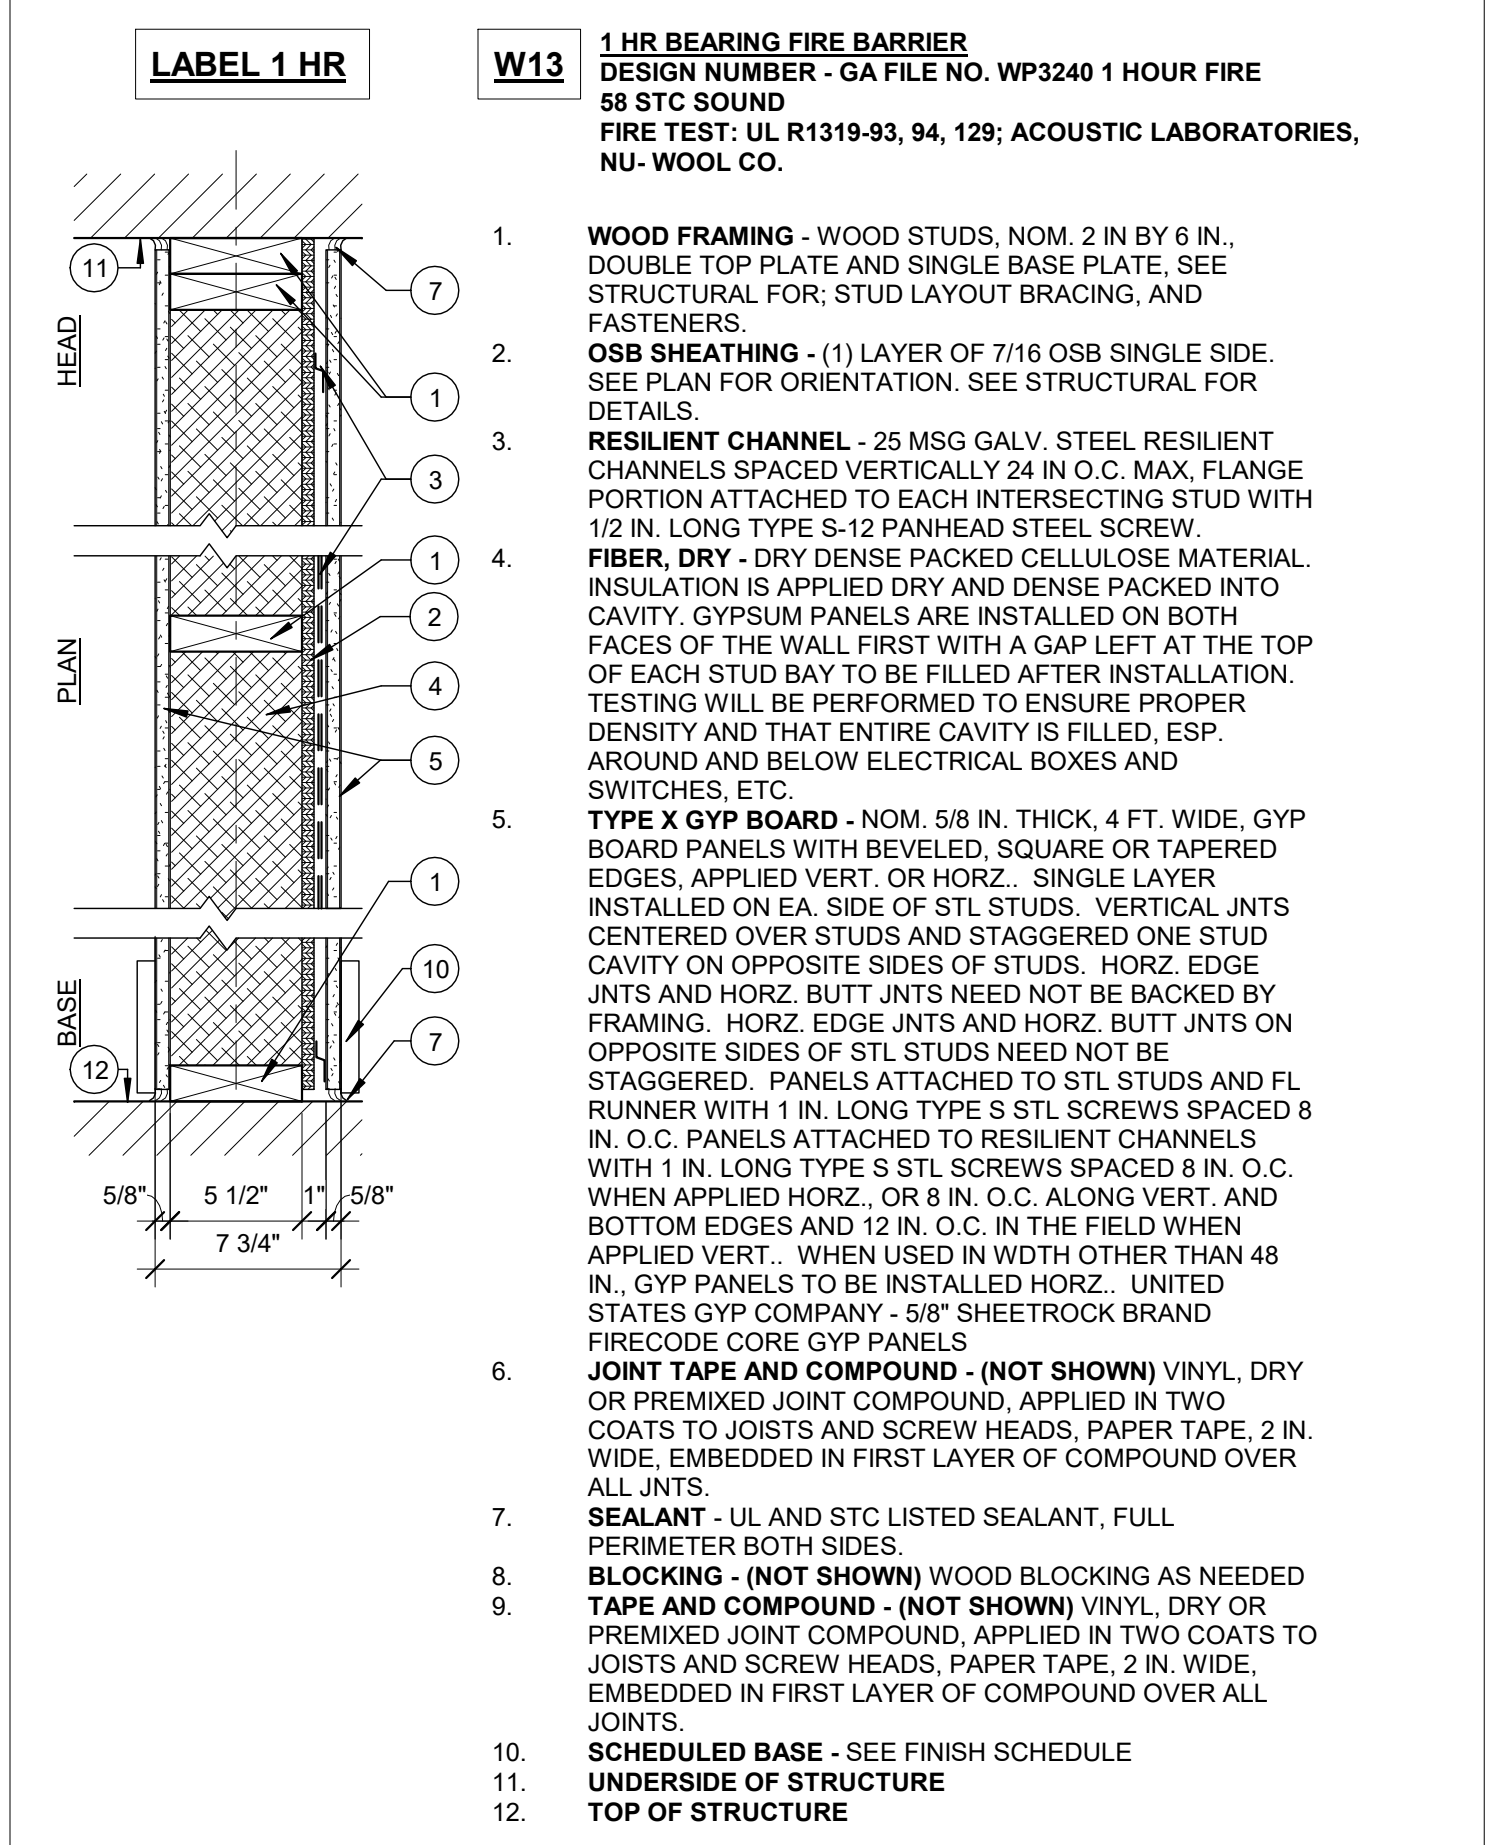 LABEL 1 HR
W13
1 HR BEARING FIRE BARRIER
DESIGN NUMBER - GA FILE NO. WP3240 1 HOUR FIRE
58 STC SOUND
FIRE TEST: UL R1319-93, 94, 129; ACOUSTIC LABORATORIES,
NU- WOOL CO.
11
7
HEAD
1
3
1
2
PLAN
4
5
1
10
BASE
7
12
5/8"
5 1/2"
1"
5/8"
7 3/4"
1. WOOD FRAMING - WOOD STUDS, NOM. 2 IN BY 6 IN.,
DOUBLE TOP PLATE AND SINGLE BASE PLATE, SEE
STRUCTURAL FOR; STUD LAYOUT BRACING, AND
FASTENERS.
2. OSB SHEATHING - (1) LAYER OF 7/16 OSB SINGLE SIDE.
SEE PLAN FOR ORIENTATION. SEE STRUCTURAL FOR
DETAILS.
3. RESILIENT CHANNEL - 25 MSG GALV. STEEL RESILIENT
CHANNELS SPACED VERTICALLY 24 IN O.C. MAX, FLANGE
PORTION ATTACHED TO EACH INTERSECTING STUD WITH
1/2 IN. LONG TYPE S-12 PANHEAD STEEL SCREW.
4. FIBER, DRY - DRY DENSE PACKED CELLULOSE MATERIAL.
INSULATION IS APPLIED DRY AND DENSE PACKED INTO
CAVITY. GYPSUM PANELS ARE INSTALLED ON BOTH
FACES OF THE WALL FIRST WITH A GAP LEFT AT THE TOP
OF EACH STUD BAY TO BE FILLED AFTER INSTALLATION.
TESTING WILL BE PERFORMED TO ENSURE PROPER
DENSITY AND THAT ENTIRE CAVITY IS FILLED, ESP.
AROUND AND BELOW ELECTRICAL BOXES AND
SWITCHES, ETC.
5. TYPE X GYP BOARD - NOM. 5/8 IN. THICK, 4 FT. WIDE, GYP
BOARD PANELS WITH BEVELED, SQUARE OR TAPERED
EDGES, APPLIED VERT. OR HORZ.. SINGLE LAYER
INSTALLED ON EA. SIDE OF STL STUDS. VERTICAL JNTS
CENTERED OVER STUDS AND STAGGERED ONE STUD
CAVITY ON OPPOSITE SIDES OF STUDS. HORZ. EDGE
JNTS AND HORZ. BUTT JNTS NEED NOT BE BACKED BY
FRAMING. HORZ. EDGE JNTS AND HORZ. BUTT JNTS ON
OPPOSITE SIDES OF STL STUDS NEED NOT BE
STAGGERED. PANELS ATTACHED TO STL STUDS AND FL
RUNNER WITH 1 IN. LONG TYPE S STL SCREWS SPACED 8
IN. O.C. PANELS ATTACHED TO RESILIENT CHANNELS
WITH 1 IN. LONG TYPE S STL SCREWS SPACED 8 IN. O.C.
WHEN APPLIED HORZ., OR 8 IN. O.C. ALONG VERT. AND
BOTTOM EDGES AND 12 IN. O.C. IN THE FIELD WHEN
APPLIED VERT.. WHEN USED IN WDTH OTHER THAN 48
IN., GYP PANELS TO BE INSTALLED HORZ.. UNITED
STATES GYP COMPANY - 5/8" SHEETROCK BRAND
FIRECODE CORE GYP PANELS
6. JOINT TAPE AND COMPOUND - (NOT SHOWN) VINYL, DRY
OR PREMIXED JOINT COMPOUND, APPLIED IN TWO
COATS TO JOISTS AND SCREW HEADS, PAPER TAPE, 2 IN.
WIDE, EMBEDDED IN FIRST LAYER OF COMPOUND OVER
ALL JNTS.
7. SEALANT - UL AND STC LISTED SEALANT, FULL
PERIMETER BOTH SIDES.
8. BLOCKING - (NOT SHOWN) WOOD BLOCKING AS NEEDED
9. TAPE AND COMPOUND - (NOT SHOWN) VINYL, DRY OR
PREMIXED JOINT COMPOUND, APPLIED IN TWO COATS TO
JOISTS AND SCREW HEADS, PAPER TAPE, 2 IN. WIDE,
EMBEDDED IN FIRST LAYER OF COMPOUND OVER ALL
JOINTS.
10. SCHEDULED BASE - SEE FINISH SCHEDULE
11. UNDERSIDE OF STRUCTURE
12. TOP OF STRUCTURE